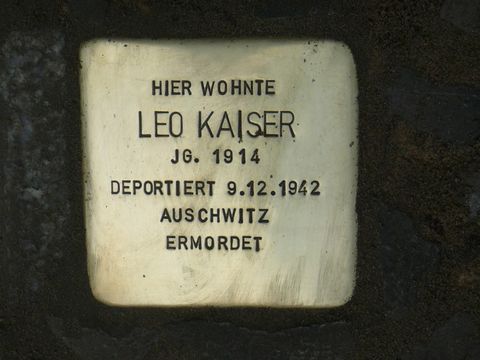 HIER WOHNTE
LEO KAISER
JG. 1914
DEPORTIERT 9.12.1942
AUSCHWITZ
ERMORDET